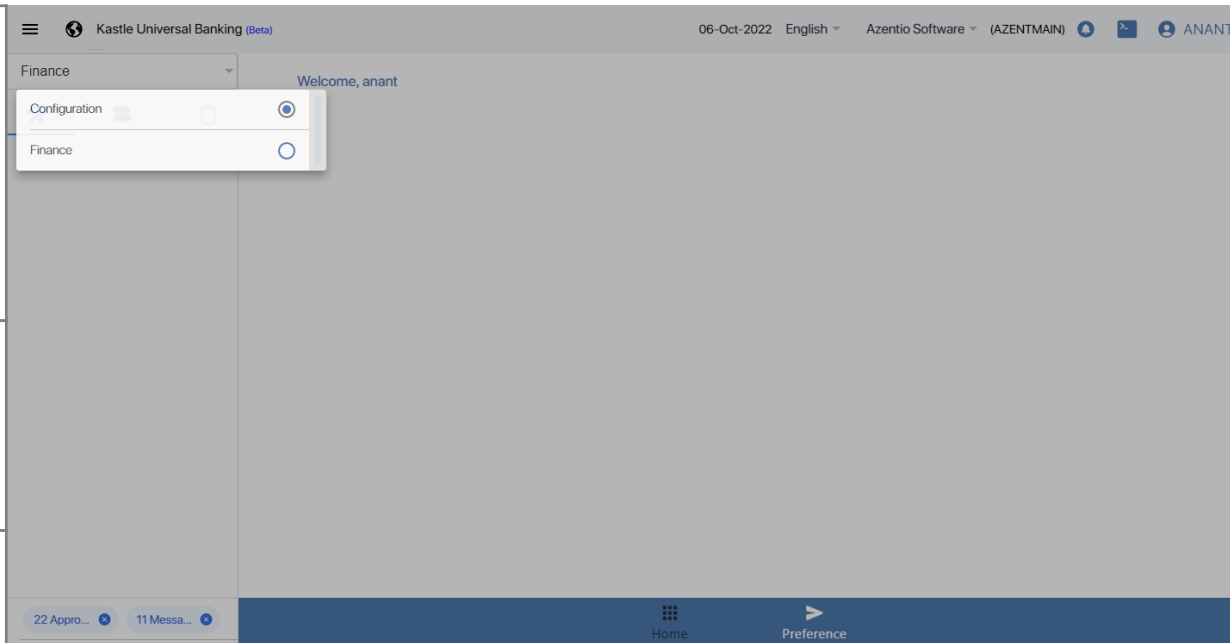 Kastle Universal Banking (Beta) 06-Oct-2022 English Azentio Software (AZENTMAIN) ANANT
Finance
Welcome, anant
Configuration
Finance
22 Appro... 11 Messa...
Home Preference